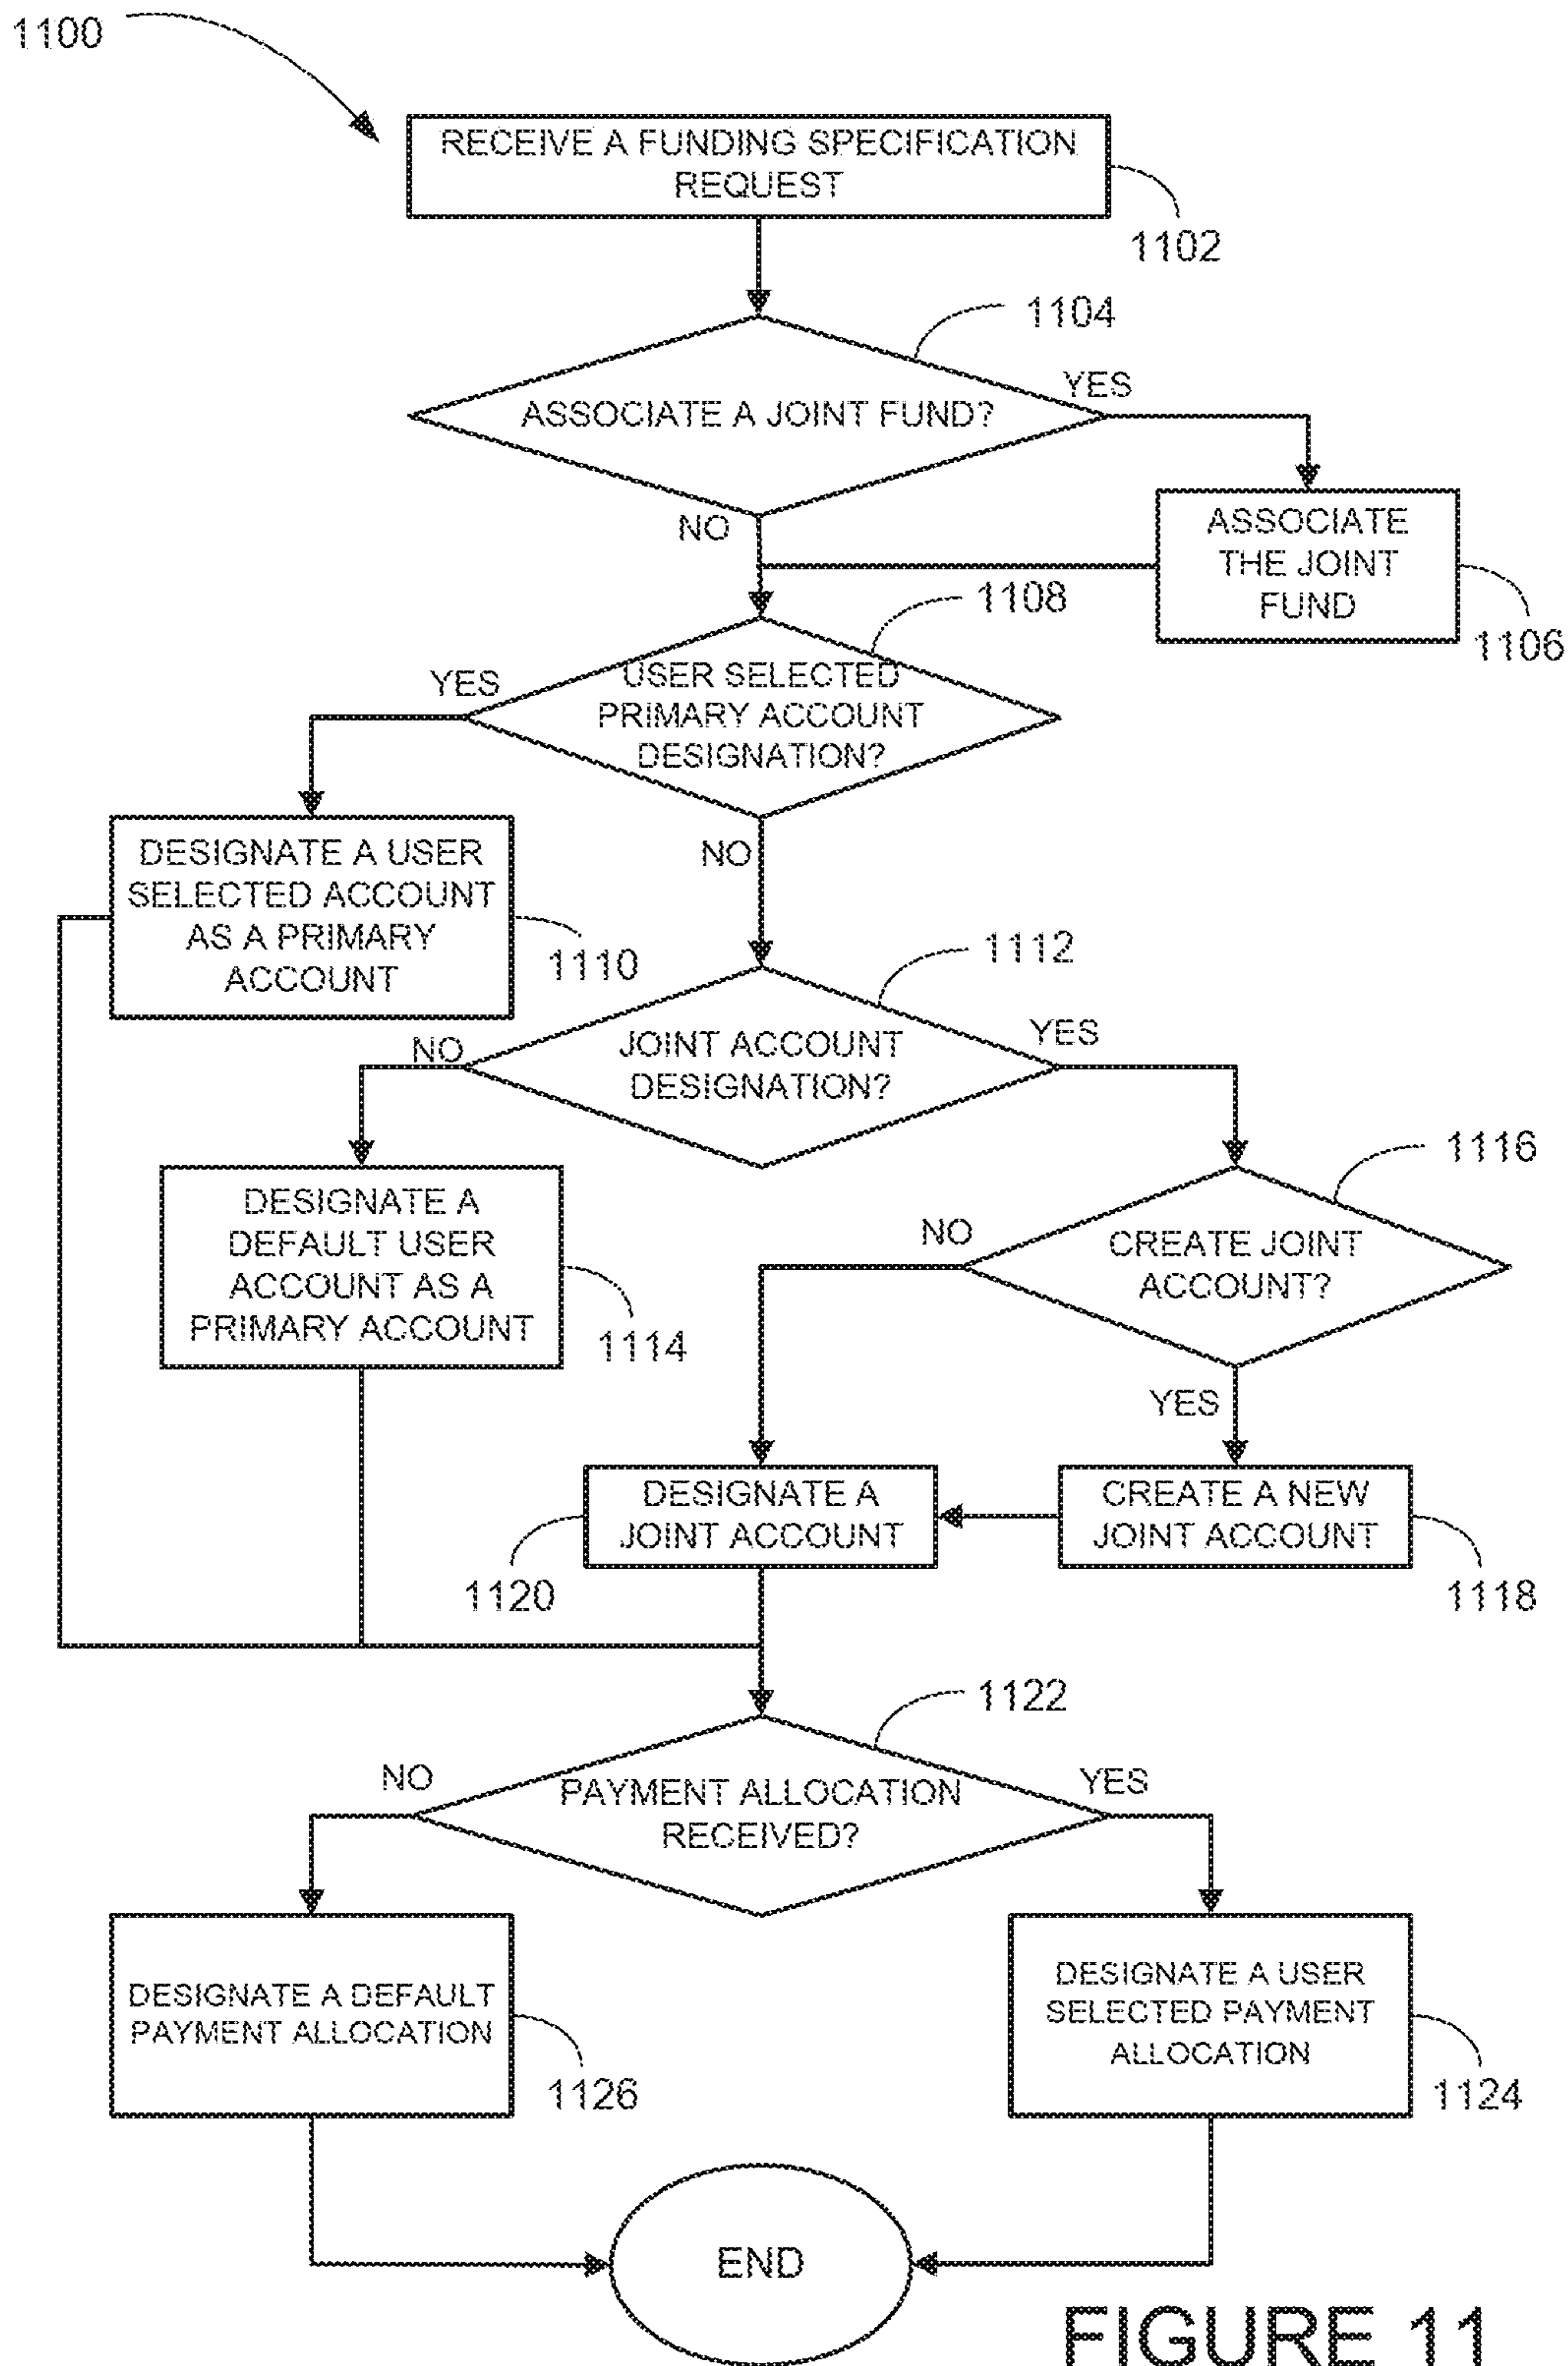 1100
RECEIVE A FUNDING SPECIFICATION
REQUEST
1102
1104
ASSOCIATE A JOINT FUND?
YES
NO
ASSOCIATE
THE JOINT
FUND
1106
1108
USER SELECTED
PRIMARY ACCOUNT
DESIGNATION?
YES
NO
DESIGNATE A USER
SELECTED ACCOUNT
AS A PRIMARY
ACCOUNT
1110
1112
JOINT ACCOUNT
DESIGNATION?
NO
YES
DESIGNATE A
DEFAULT USER
ACCOUNT AS A
PRIMARY ACCOUNT
1114
1116
CREATE JOINT
ACCOUNT?
NO
YES
DESIGNATE A
JOINT ACCOUNT
1120
CREATE A NEW
JOINT ACCOUNT
1118
1122
PAYMENT ALLOCATION
RECEIVED?
NO
YES
DESIGNATE A DEFAULT
PAYMENT ALLOCATION
1126
DESIGNATE A USER
SELECTED PAYMENT
ALLOCATION
1124
END
FIGURE 11